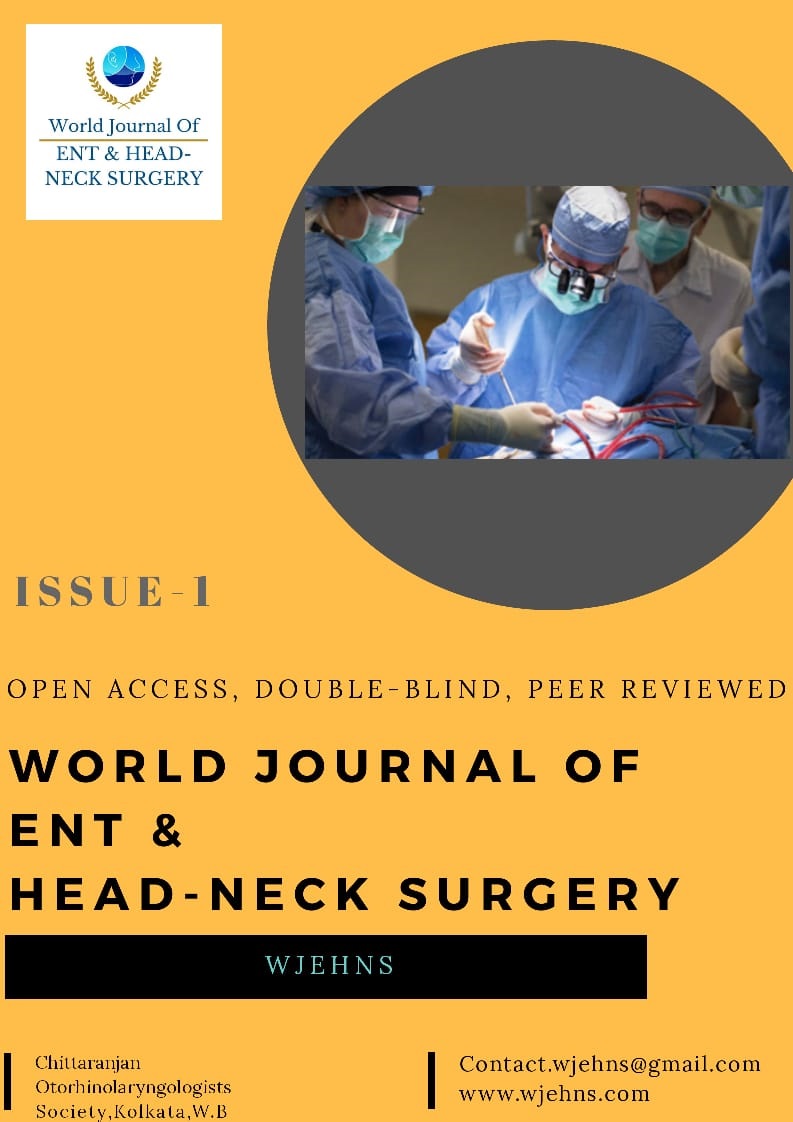 World Journal Of
ENT & HEAD-
NECK SURGERY
ISSUE-1
OPEN ACCESS, DOUBLE-BLIND, PEER REVIEWED
WORLD JOURNAL OF
ENT &
HEAD-NECK SURGERY
WJEHNS
Chittaranjan
Otorhinolaryngologists
Society,Kolkata,W.B
Contact.wjehns@gmail.com
www.wjehns.com